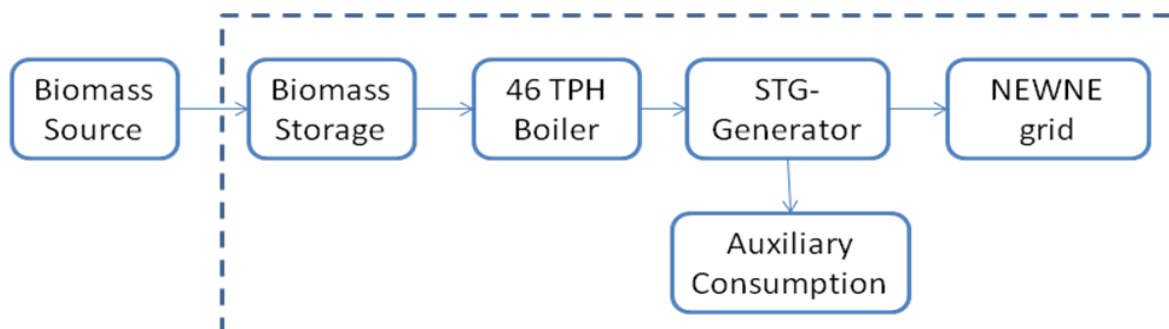 Biomass
Source
Biomass
Storage
46 TPH
Boiler
STG-
Generator
NEWNE
grid
Auxiliary
Consumption